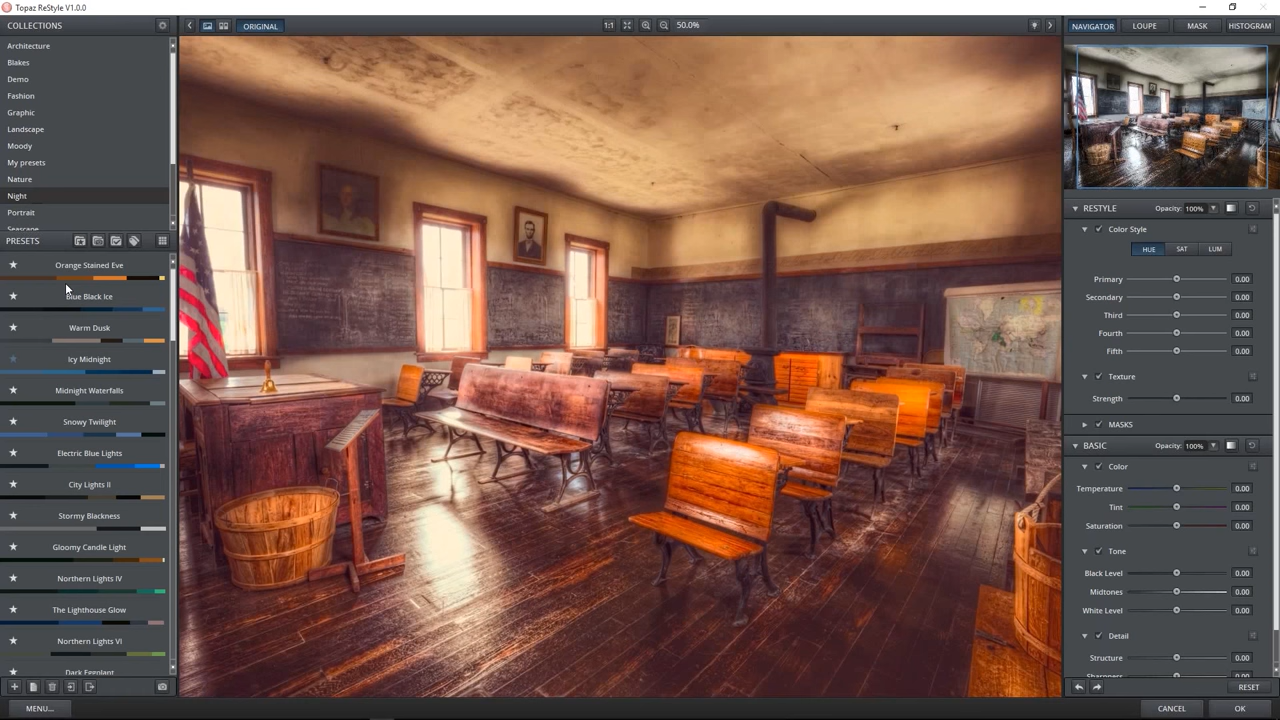 Topaz ReStyle V1.0.0
COLLECTIONS
ORIGINAL
1:1
50.0%
NAVIGATOR
LOUPE
MASK
HISTOGRAM
Architecture
Blakes
Demo
Fashion
Graphic
Landscape
Moody
My presets
Nature
Night
Portrait
Seascape
PRESETS
Orange Stained Eve
Blue Black Ice
Warm Dusk
Icy Midnight
Midnight Waterfalls
Snowy Twilight
Electric Blue Lights
City Lights II
Stormy Blackness
Gloomy Candle Light
Northern Lights IV
The Lighthouse Glow
Northern Lights VI
Dark Eggplant
MENU...
RESTYLE
Opacity: 100%
Color Style
HUE
SAT
LUM
Primary 0.00
Secondary 0.00
Third 0.00
Fourth 0.00
Fifth 0.00
Texture
Strength 0.00
MASKS
BASIC
Opacity: 100%
Color
Temperature 0.00
Tint 0.00
Saturation 0.00
Tone
Black Level 0.00
Midtones 0.00
White Level 0.00
Detail
Structure 0.00
Sharpness 0.00
RESET
CANCEL
OK